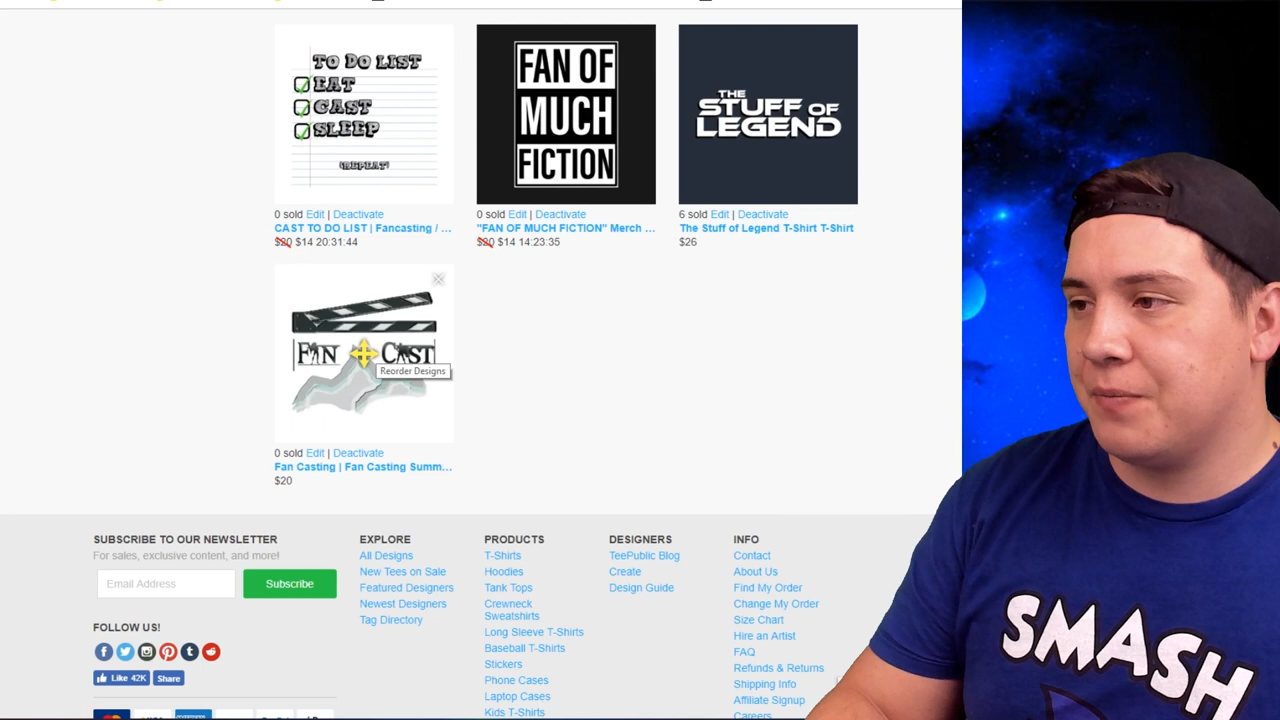 TO DO LIST
EAT
CAST
SLEEP
(REPEAT)
FAN OF
MUCH
FICTION
THE
STUFF OF
LEGEND
0 sold Edit | Deactivate
CAST TO DO LIST | Fancasting / ...
$20 $14 20:31:44
0 sold Edit | Deactivate
"FAN OF MUCH FICTION" Merch ...
$20 $14 14:23:35
6 sold Edit | Deactivate
The Stuff of Legend T-Shirt T-Shirt
$26
FAN CAST
Reorder Designs
0 sold Edit | Deactivate
Fan Casting | Fan Casting Summ...
$20
SUBSCRIBE TO OUR NEWSLETTER
For sales, exclusive content, and more!
Email Address
Subscribe
FOLLOW US!
Like 42K
Share
EXPLORE
All Designs
New Tees on Sale
Featured Designers
Newest Designers
Tag Directory
PRODUCTS
T-Shirts
Hoodies
Tank Tops
Crewneck
Sweatshirts
Long Sleeve T-Shirts
Baseball T-Shirts
Stickers
Phone Cases
Laptop Cases
Kids T-Shirts
DESIGNERS
TeePublic Blog
Create
Design Guide
INFO
Contact
About Us
Find My Order
Change My Order
Size Chart
Hire an Artist
FAQ
Refunds & Returns
Shipping Info
Affiliate Signup
Careers
SMASH